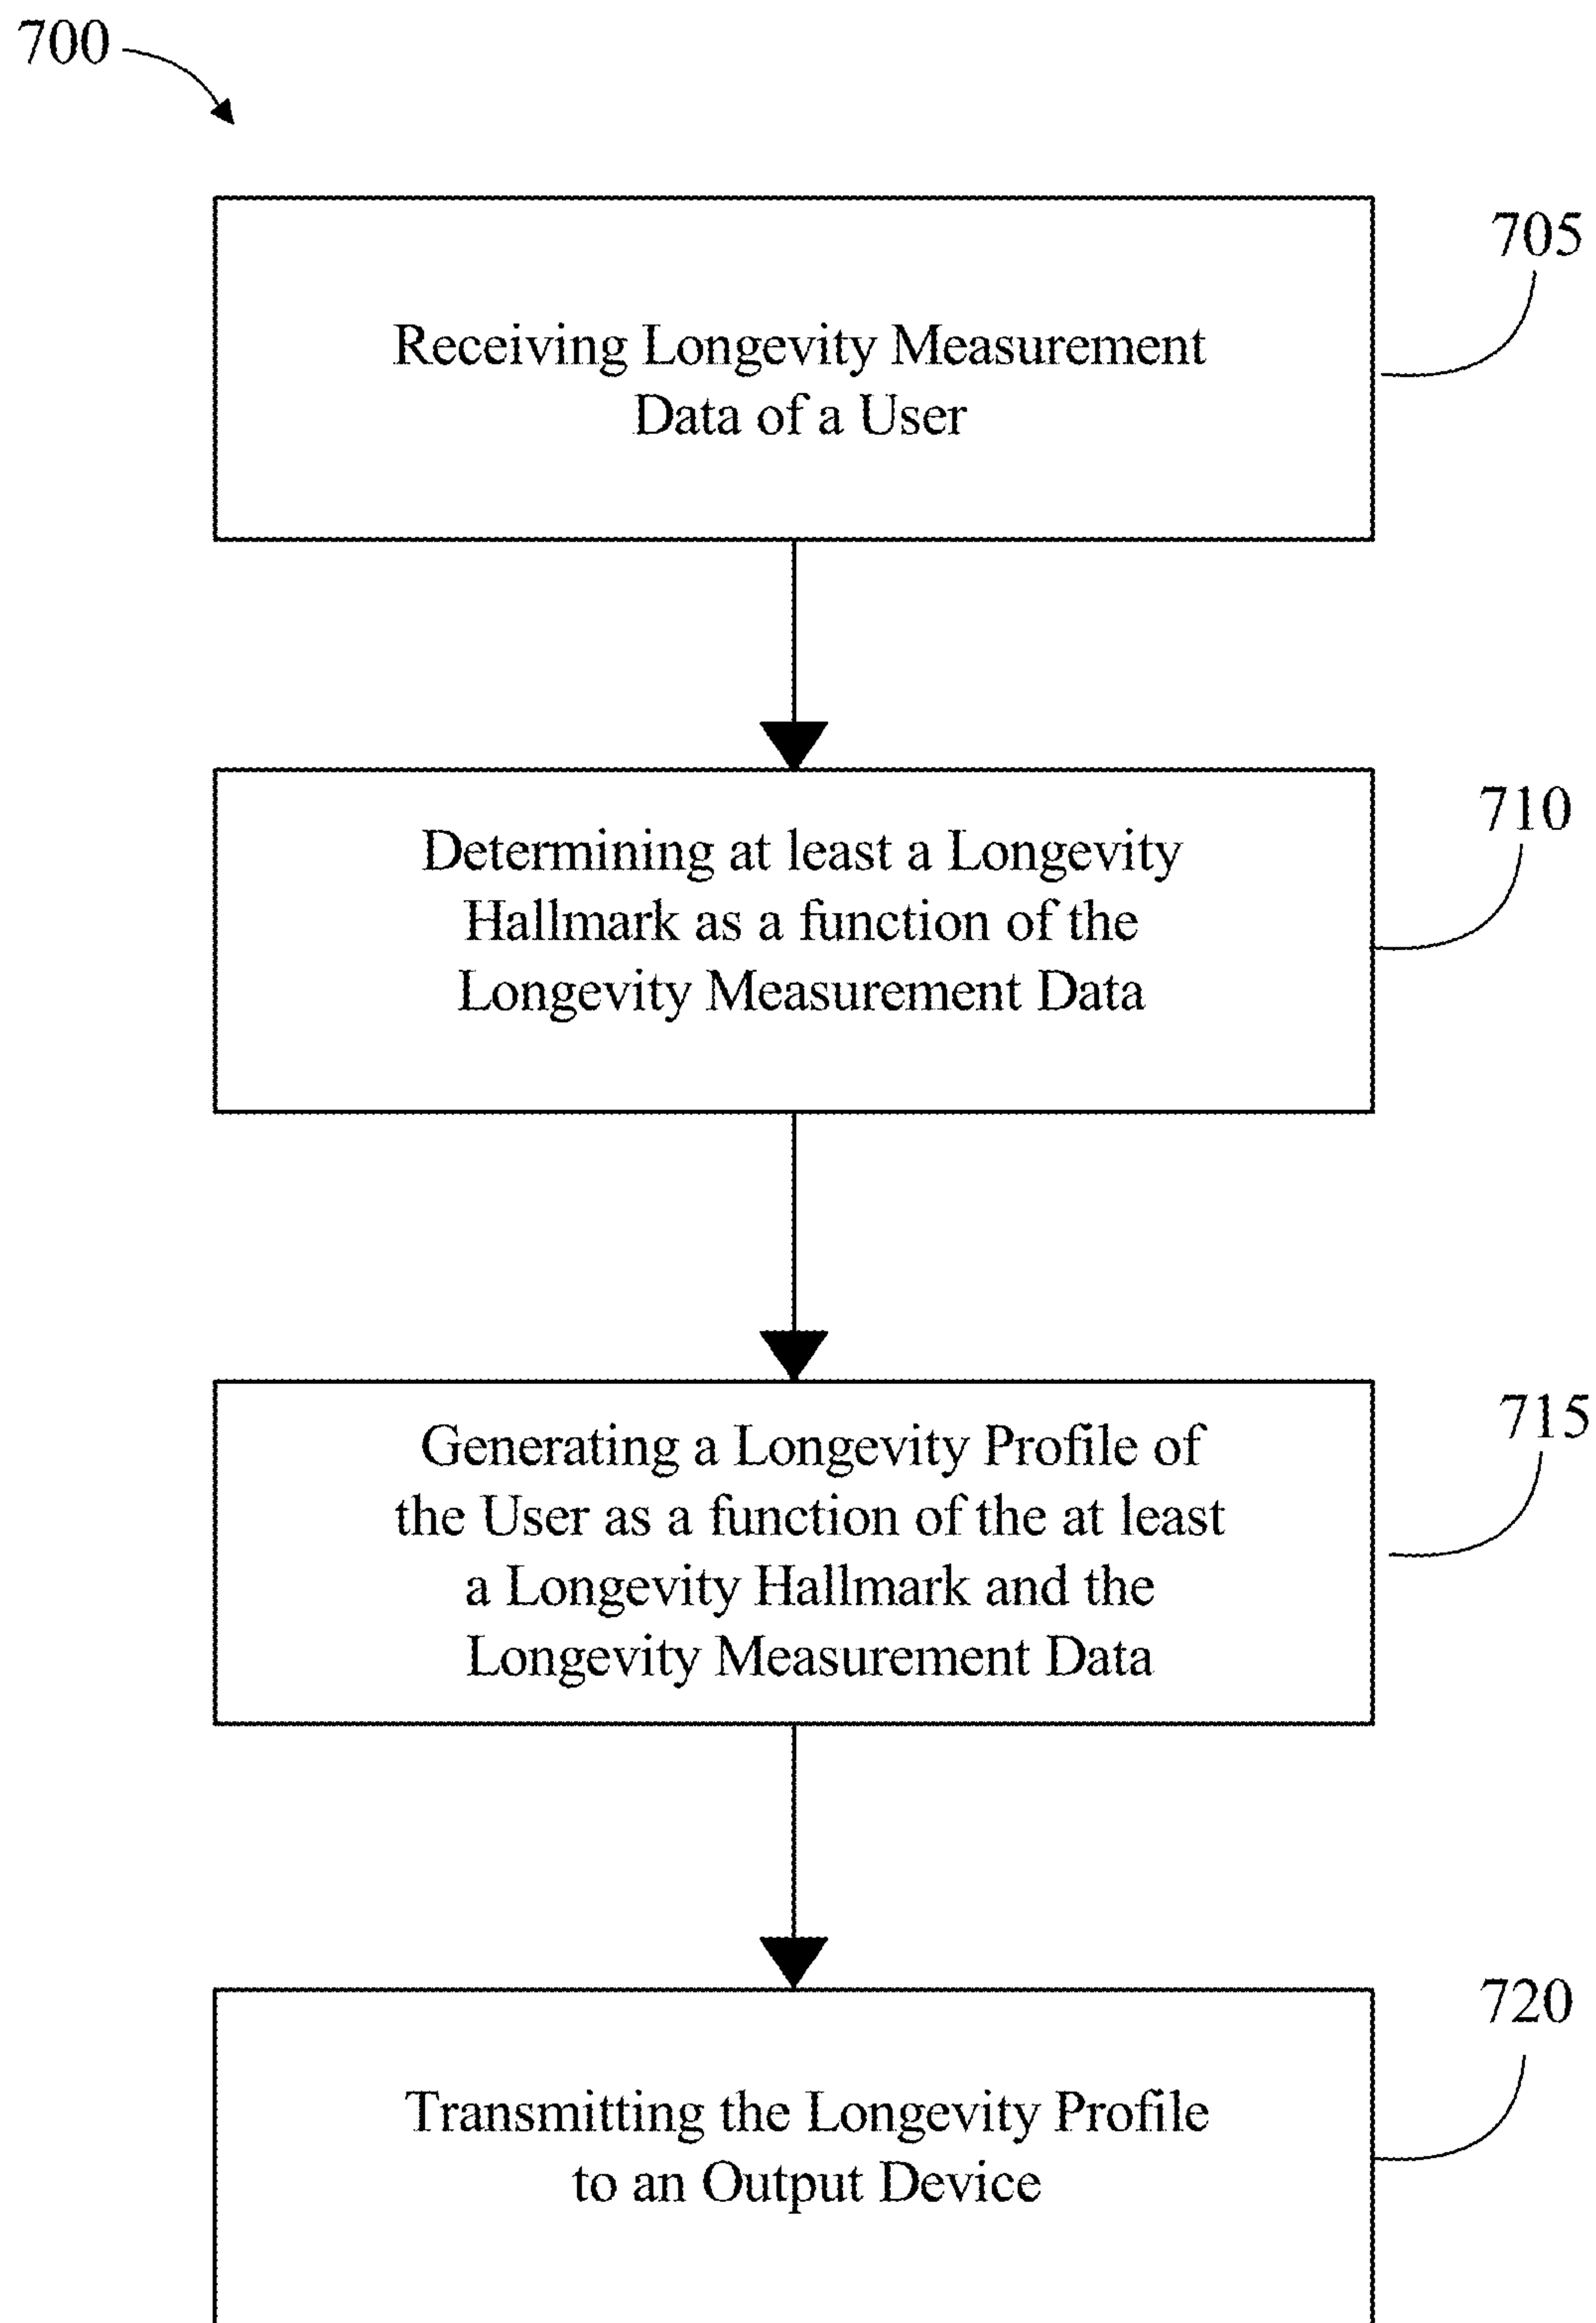 700
705
Receiving Longevity Measurement
Data of a User
710
Determining at least a Longevity
Hallmark as a function of the
Longevity Measurement Data
715
Generating a Longevity Profile of
the User as a function of the at least
a Longevity Hallmark and the
Longevity Measurement Data
720
Transmitting the Longevity Profile
to an Output Device